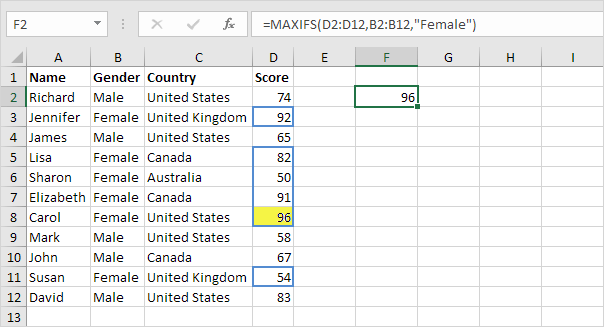 F2 fx =MAXIFS(D2:D12,B2:B12,"Female")
A B C D E F G H I
1 Name Gender Country Score
2 Richard Male United States 74 96
3 Jennifer Female United Kingdom 92
4 James Male United States 65
5 Lisa Female Canada 82
6 Sharon Female Australia 50
7 Elizabeth Female Canada 91
8 Carol Female United States 96
9 Mark Male United States 58
10 John Male Canada 67
11 Susan Female United Kingdom 54
12 David Male United States 83
13